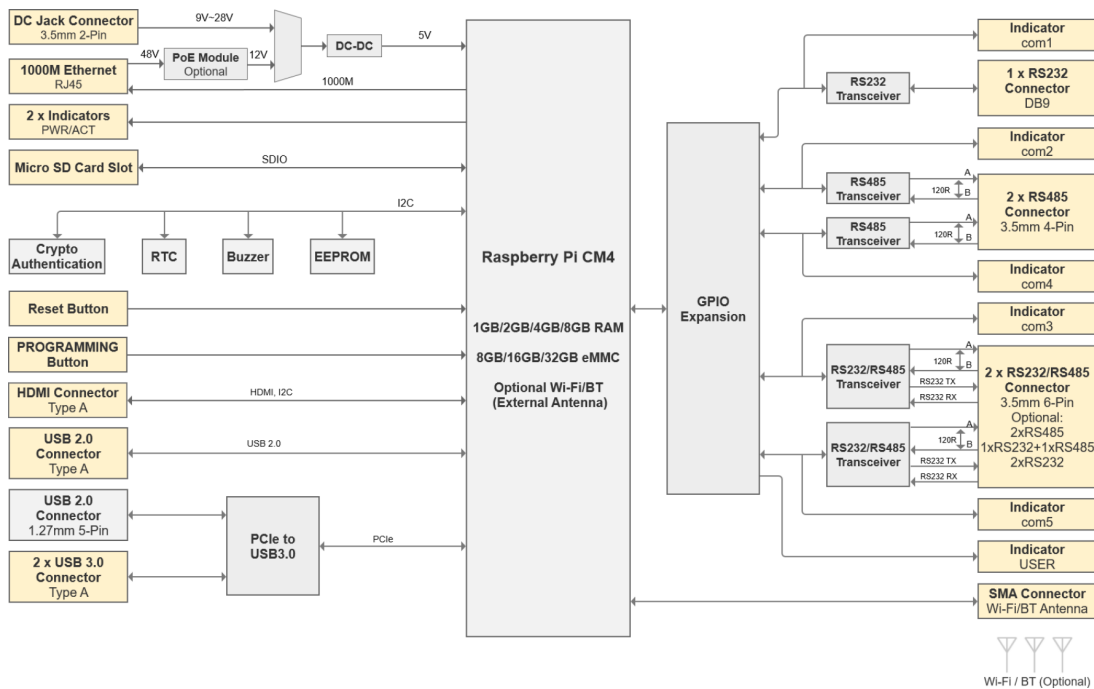 DC Jack Connector
3.5mm 2-Pin
9V~28V
48V
PoE Module
Optional
12V
DC-DC
5V
1000M Ethernet
RJ45
1000M
2 x Indicators
PWR/ACT
Micro SD Card Slot
SDIO
I2C
Crypto
Authentication
RTC
Buzzer
EEPROM
Reset Button
PROGRAMMING
Button
HDMI Connector
Type A
HDMI, I2C
USB 2.0
Connector
Type A
USB 2.0
USB 2.0
Connector
1.27mm 5-Pin
2 x USB 3.0
Connector
Type A
PCIe to
USB3.0
PCIe
Raspberry Pi CM4
1GB/2GB/4GB/8GB RAM
8GB/16GB/32GB eMMC
Optional Wi-Fi/BT
(External Antenna)
GPIO
Expansion
Indicator
com1
RS232
Transceiver
1 x RS232
Connector
DB9
Indicator
com2
RS485
Transceiver
A
120R
B
RS485
Transceiver
A
120R
B
2 x RS485
Connector
3.5mm 4-Pin
Indicator
com4
Indicator
com3
RS232/RS485
Transceiver
A
120R
B
RS232 TX
RS232 RX
RS232/RS485
Transceiver
A
120R
B
RS232 TX
RS232 RX
2 x RS232/RS485
Connector
3.5mm 6-Pin
Optional:
2xRS485
1xRS232+1xRS485
2xRS232
Indicator
com5
Indicator
USER
SMA Connector
Wi-Fi/BT Antenna
Wi-Fi / BT (Optional)